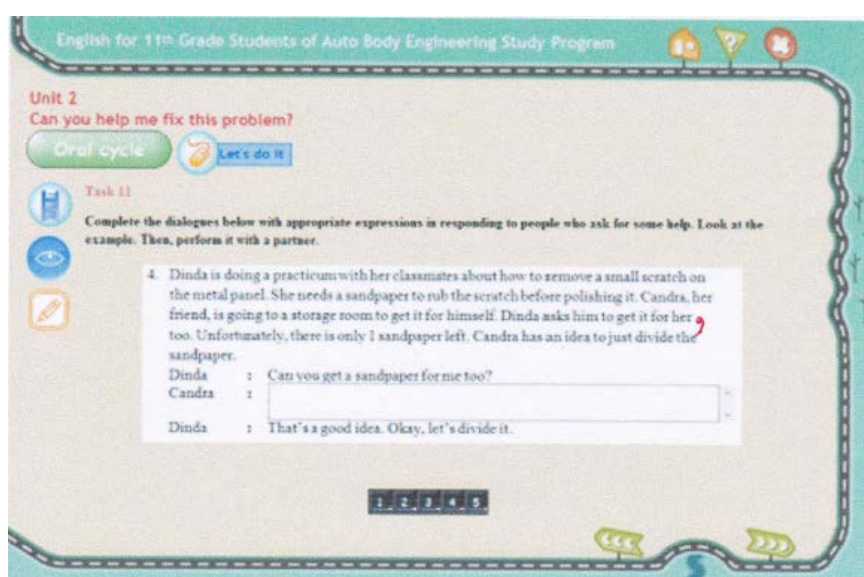 English for 11th Grade Students of Auto Body Engineering Study Program
Unit 2
Can you help me fix this problem?
Oral cycle
Let's do it
Task 11
Complete the dialogues below with appropriate expressions in responding to people who ask for some help. Look at the
example. Then, perform it with a partner.
4. Dinda is doing a practicum with her classmates about how to remove a small scratch on
the metal panel. She needs a sandpaper to rub the scratch before polishing it. Candra, her
friend, is going to a storage room to get it for himself. Dinda asks him to get it for her
too. Unfortunately, there is only 1 sandpaper left. Candra has an idea to just divide the
sandpaper.
Dinda : Can you get a sandpaper for me too?
Candra :
Dinda : That's a good idea. Okay, let's divide it.
1 2 3 4 5